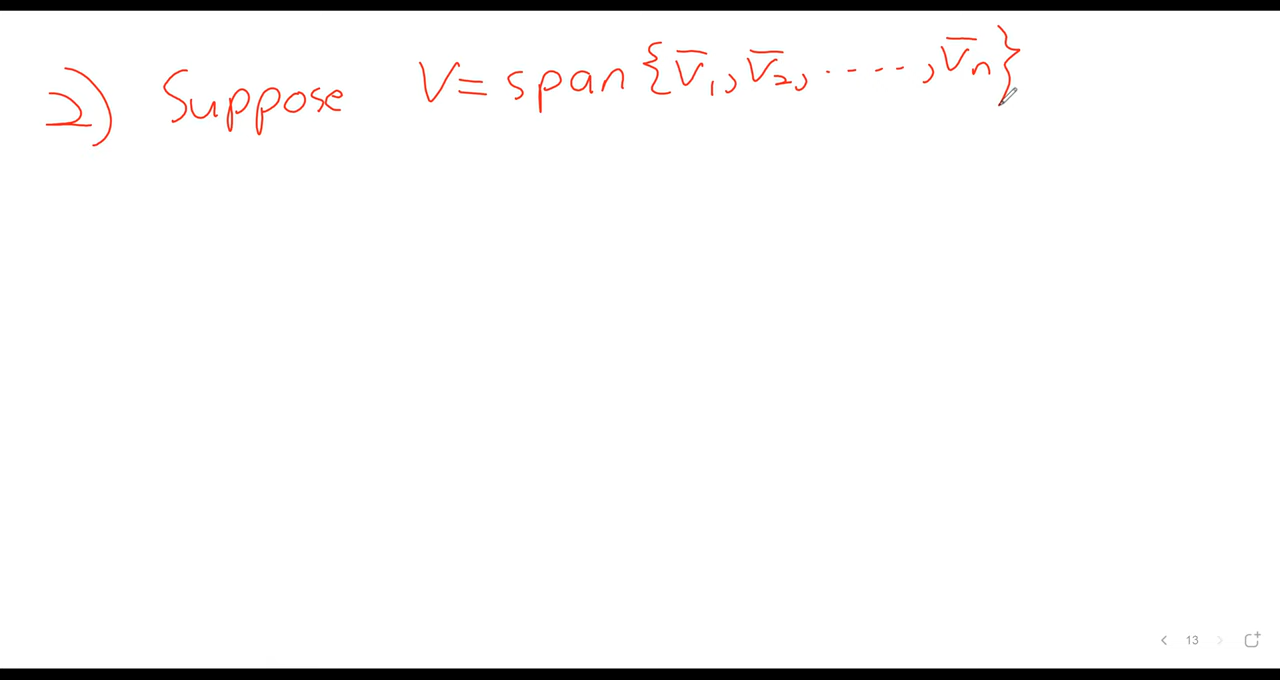 2) Suppose V = span{v̅₁, v̅₂, ....., v̅ₙ}
13